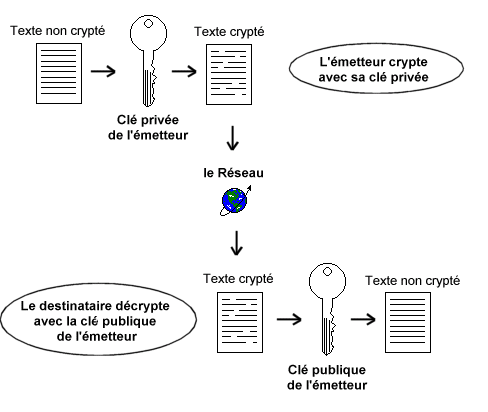 Texte non crypté
Texte crypté
L'émetteur crypte
avec sa clé privée
Clé privée
de l'émetteur
le Réseau
Texte crypté
Texte non crypté
Le destinataire décrypte
avec la clé publique
de l'émetteur
Clé publique
de l'émetteur